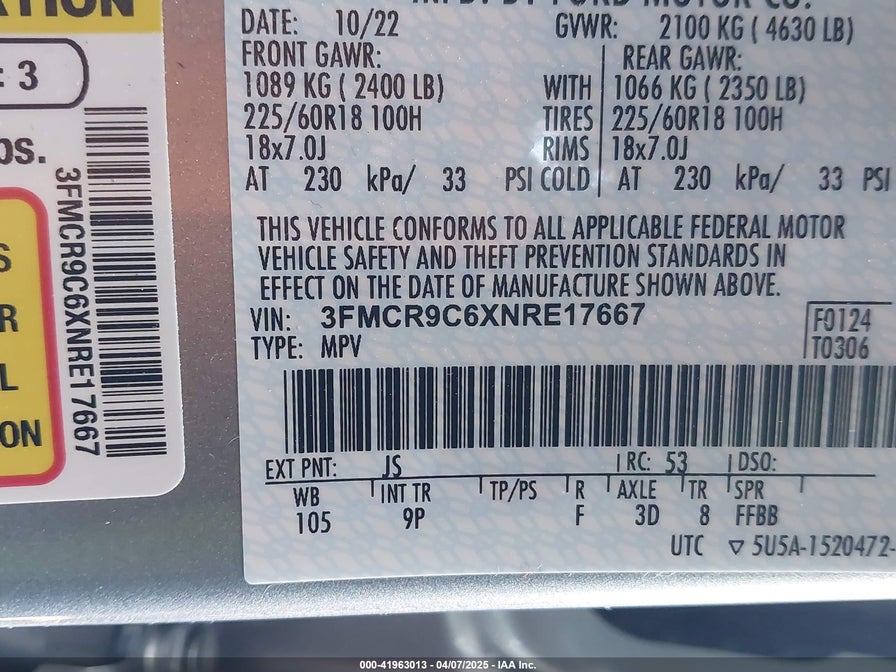 DATE: 10/22 GVWR: 2100 KG ( 4630 LB)
FRONT GAWR: REAR GAWR:
1089 KG ( 2400 LB) WITH 1066 KG ( 2350 LB)
225/60R18 100H TIRES 225/60R18 100H
18x7.0J RIMS 18x7.0J
AT 230 kPa/ 33 PSI COLD AT 230 kPa/ 33 PSI
THIS VEHICLE CONFORMS TO ALL APPLICABLE FEDERAL MOTOR
VEHICLE SAFETY AND THEFT PREVENTION STANDARDS IN
EFFECT ON THE DATE OF MANUFACTURE SHOWN ABOVE.
VIN: 3FMCR9C6XNRE17667 F0124
TYPE: MPV T0306
EXT PNT: JS RC: 53 DSO:
WB INT TR TP/PS R AXLE TR SPR
105 9P F 3D 8 FFBB
UTC ▽ 5U5A-1520472-
: 3
3FMCR9C6XNRE17667
000-41963013 - 04/07/2025 - IAA Inc.